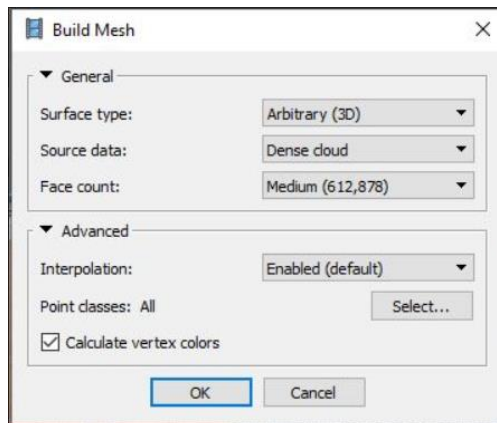 Build Mesh
General
Surface type: Arbitrary (3D)
Source data: Dense cloud
Face count: Medium (612,878)
Advanced
Interpolation: Enabled (default)
Point classes: All Select...
Calculate vertex colors
OK Cancel